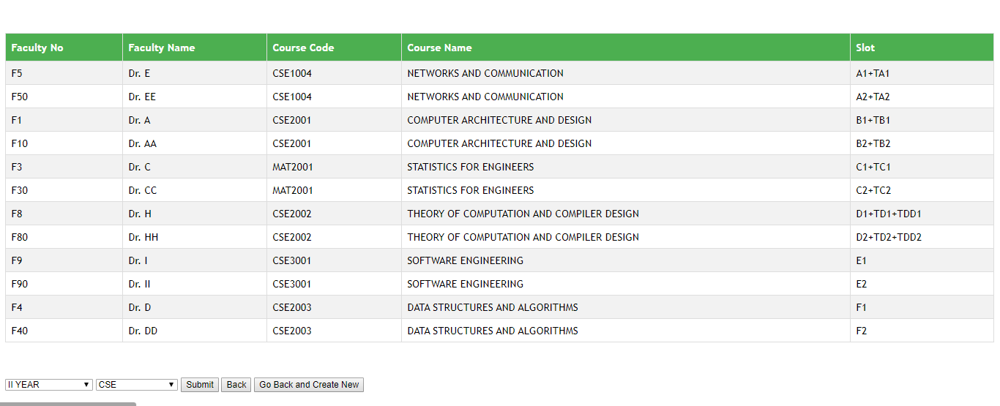 Faculty No Faculty Name Course Code Course Name Slot
F5 Dr. E CSE1004 NETWORKS AND COMMUNICATION A1+TA1
F50 Dr. EE CSE1004 NETWORKS AND COMMUNICATION A2+TA2
F1 Dr. A CSE2001 COMPUTER ARCHITECTURE AND DESIGN B1+TB1
F10 Dr. AA CSE2001 COMPUTER ARCHITECTURE AND DESIGN B2+TB2
F3 Dr. C MAT2001 STATISTICS FOR ENGINEERS C1+TC1
F30 Dr. CC MAT2001 STATISTICS FOR ENGINEERS C2+TC2
F8 Dr. H CSE2002 THEORY OF COMPUTATION AND COMPILER DESIGN D1+TD1+TDD1
F80 Dr. HH CSE2002 THEORY OF COMPUTATION AND COMPILER DESIGN D2+TD2+TDD2
F9 Dr. I CSE3001 SOFTWARE ENGINEERING E1
F90 Dr. II CSE3001 SOFTWARE ENGINEERING E2
F4 Dr. D CSE2003 DATA STRUCTURES AND ALGORITHMS F1
F40 Dr. DD CSE2003 DATA STRUCTURES AND ALGORITHMS F2
II YEAR CSE Submit Back Go Back and Create New